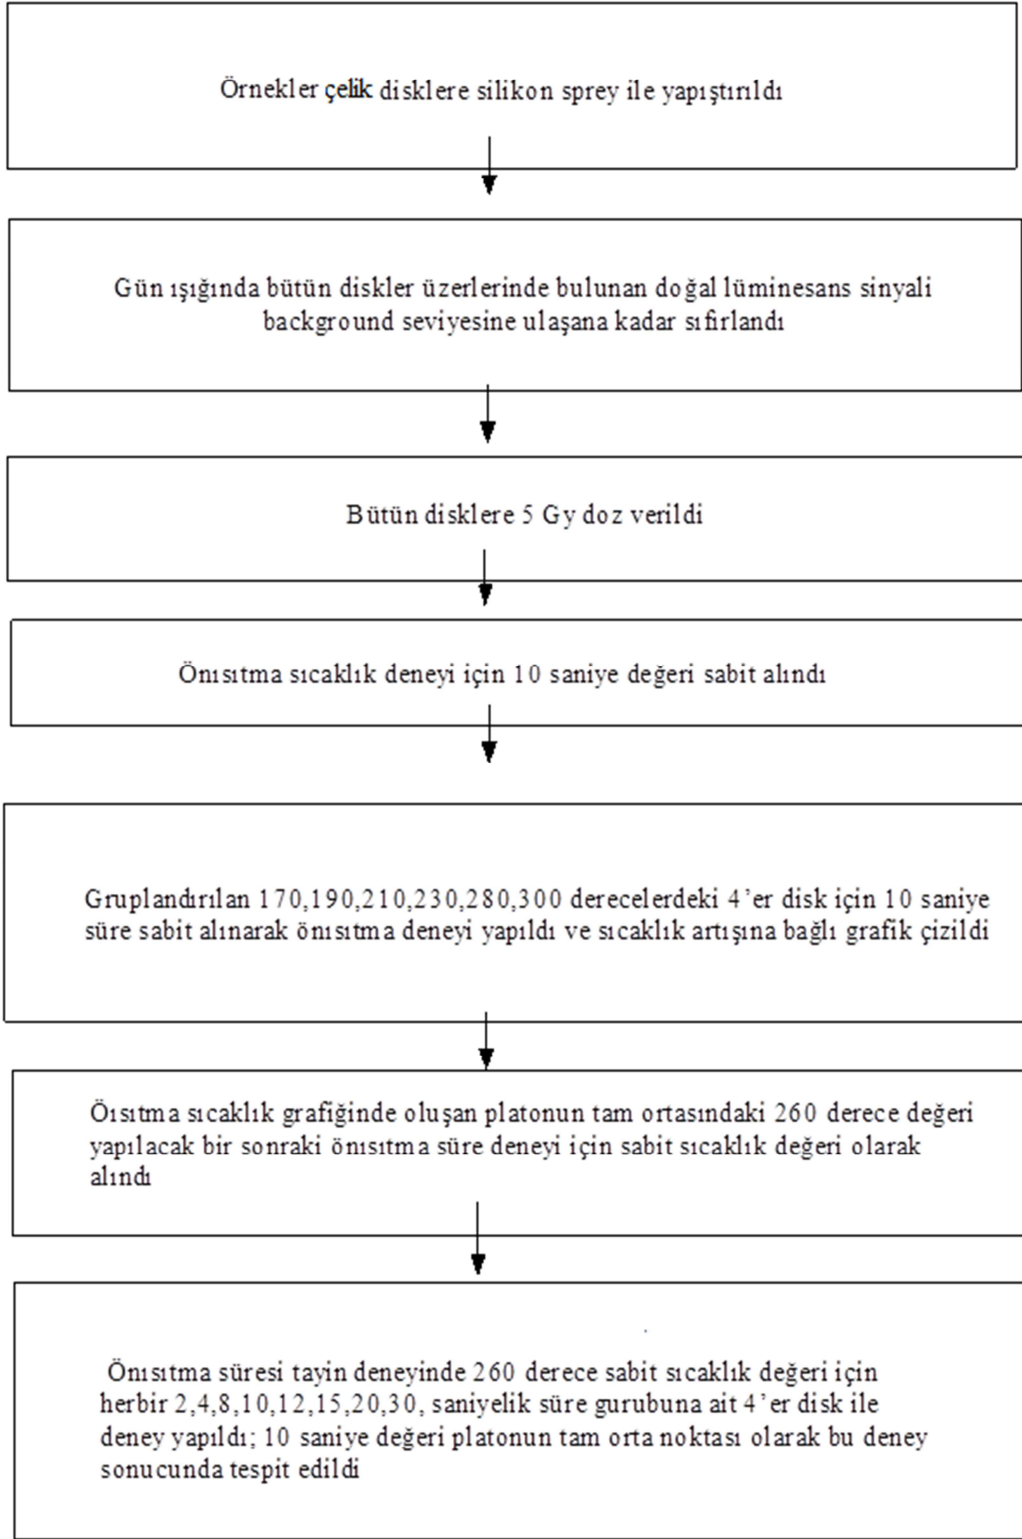 Örnekler çelik disklere silikon sprey ile yapıştırıldı
Gün ışığında bütün diskler üzerlerinde bulunan doğal lüminesans sinyali
background seviyesine ulaşana kadar sıfırlandı
Bütün disklere 5 Gy doz verildi
Önısıtma sıcaklık deneyi için 10 saniye değeri sabit alındı
Gruplandırılan 170,190,210,230,280,300 derecelerdeki 4'er disk için 10 saniye
süre sabit alınarak önısıtma deneyi yapıldı ve sıcaklık artışına bağlı grafik çizildi
Öısıtma sıcaklık grafiğinde oluşan platonun tam ortasındaki 260 derece değeri
yapılacak bir sonraki önısıtma süre deneyi için sabit sıcaklık değeri olarak
alındı
Önısıtma süresi tayin deneyinde 260 derece sabit sıcaklık değeri için
herbir 2,4,8,10,12,15,20,30, saniyelik süre gurubuna ait 4'er disk ile
deney yapıldı; 10 saniye değeri platonun tam orta noktası olarak bu deney
sonucunda tespit edildi